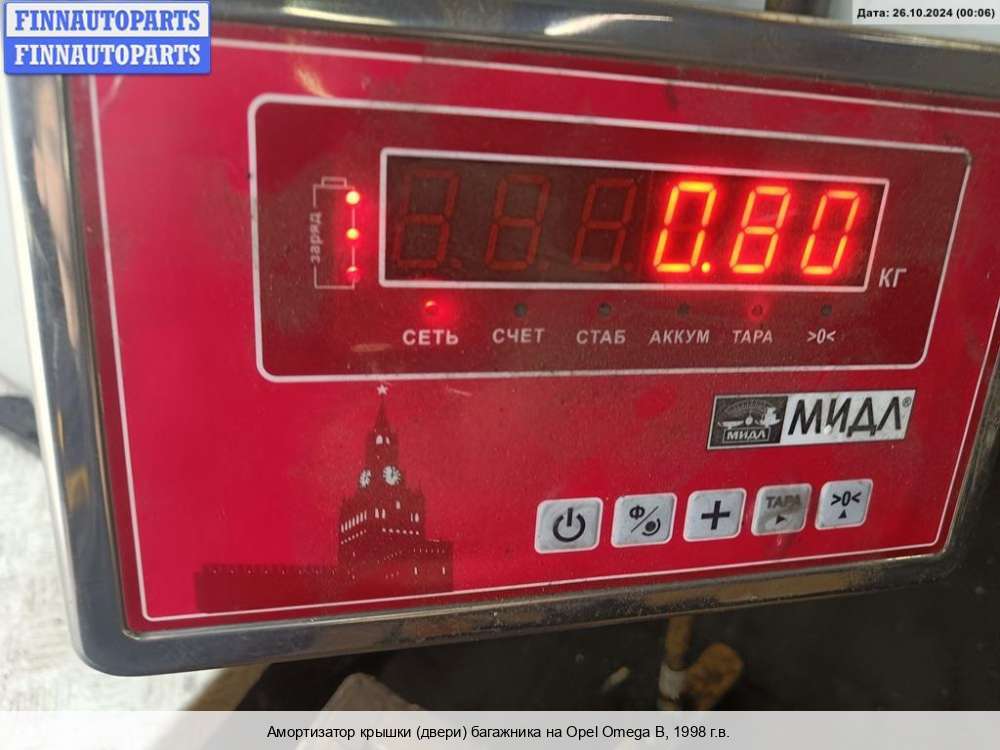 FINNAUTOPARTS
FINNAUTOPARTS
Дата: 26.10.2024 (00:06)
заряд
0.80
КГ
СЕТЬ СЧЕТ СТАБ АККУМ ТАРА >0<
МИДЛ МИДЛ®
Ф/ + ТАРА >0<
Амортизатор крышки (двери) багажника на Opel Omega B, 1998 г.в.